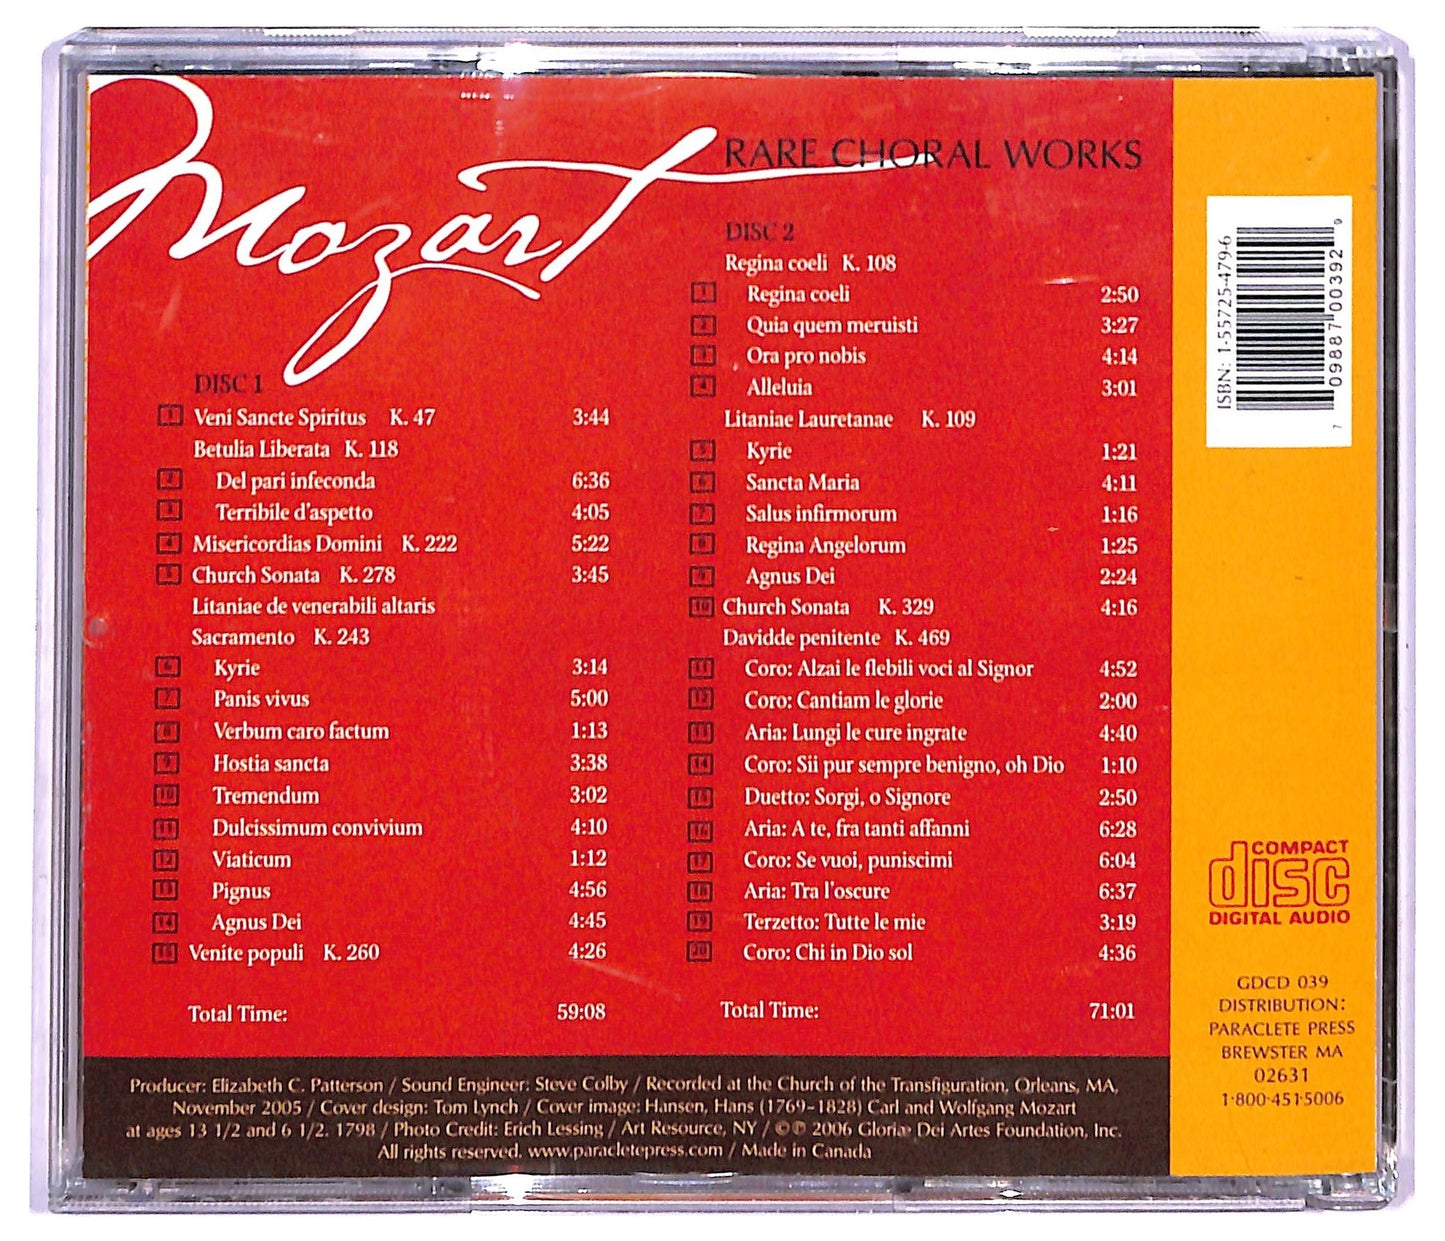 Mozart
RARE CHORAL WORKS
DISC 1
1 Veni Sancte Spiritus K. 47 3:44
Betulia Liberata K. 118
2 Del pari infeconda 6:36
3 Terribile d'aspetto 4:05
4 Misericordias Domini K. 222 5:22
5 Church Sonata K. 278 3:45
Litaniae de venerabili altaris
Sacramento K. 243
6 Kyrie 3:14
7 Panis vivus 5:00
8 Verbum caro factum 1:13
9 Hostia sancta 3:38
10 Tremendum 3:02
11 Dulcissimum convivium 4:10
12 Viaticum 1:12
13 Pignus 4:56
14 Agnus Dei 4:45
15 Venite populi K. 260 4:26
Total Time: 59:08
DISC 2
Regina coeli K. 108
1 Regina coeli 2:50
2 Quia quem meruisti 3:27
3 Ora pro nobis 4:14
4 Alleluia 3:01
Litaniae Lauretanae K. 109
5 Kyrie 1:21
6 Sancta Maria 4:11
7 Salus infirmorum 1:16
8 Regina Angelorum 1:25
9 Agnus Dei 2:24
10 Church Sonata K. 329 4:16
Davidde penitente K. 469
11 Coro: Alzai le flebili voci al Signor 4:52
12 Coro: Cantiam le glorie 2:00
13 Aria: Lungi le cure ingrate 4:40
14 Coro: Sii pur sempre benigno, oh Dio 1:10
15 Duetto: Sorgi, o Signore 2:50
16 Aria: A te, fra tanti affanni 6:28
17 Coro: Se vuoi, puniscimi 6:04
18 Aria: Tra l'oscure 6:37
19 Terzetto: Tutte le mie 3:19
20 Coro: Chi in Dio sol 4:36
Total Time: 71:01
Producer: Elizabeth C. Patterson / Sound Engineer: Steve Colby / Recorded at the Church of the Transfiguration, Orleans, MA,
November 2005 / Cover design: Tom Lynch / Cover image: Hansen, Hans (1769-1828) Carl and Wolfgang Mozart
at ages 13 1/2 and 6 1/2. 1798 / Photo Credit: Erich Lessing / Art Resource, NY / ©℗ 2006 Gloriæ Dei Artes Foundation, Inc.
All rights reserved. www.paracletepress.com / Made in Canada
ISBN: 1-55725-479-6
7 09887 00392 9
COMPACT
disc
DIGITAL AUDIO
GDCD 039
DISTRIBUTION:
PARACLETE PRESS
BREWSTER MA
02631
1-800-451-5006